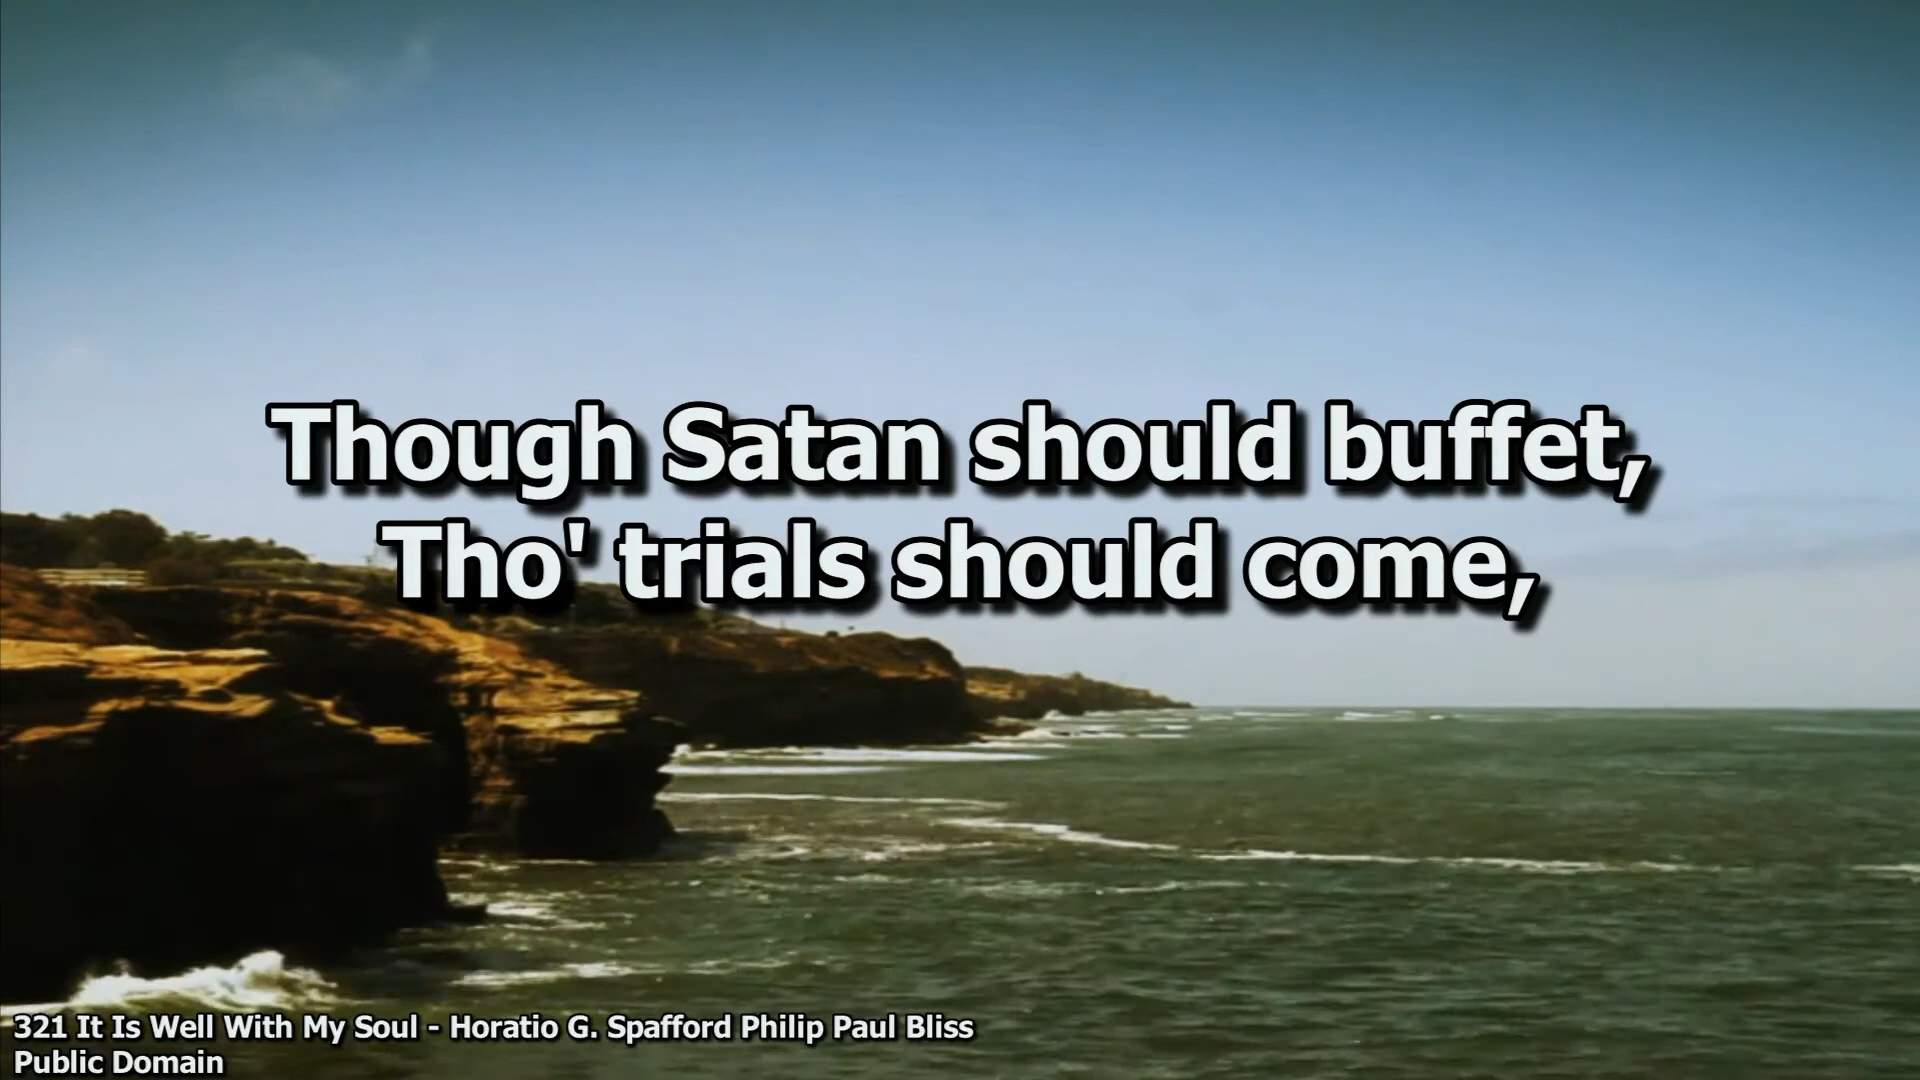 Though Satan should buffet,
Tho' trials should come,
321 It Is Well With My Soul - Horatio G. Spafford Philip Paul Bliss
Public Domain